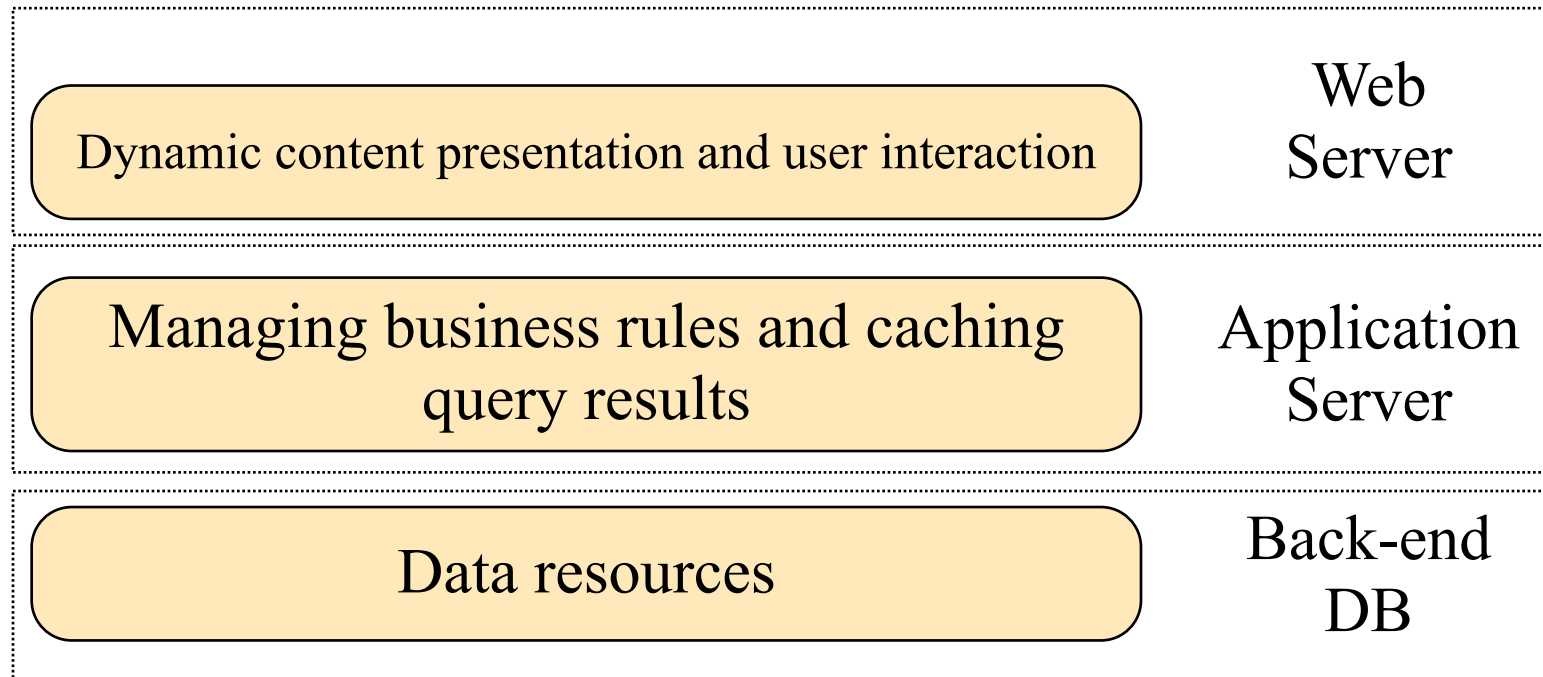 Dynamic content presentation and user interaction
Web
Server
Managing business rules and caching
query results
Application
Server
Data resources
Back-end
DB